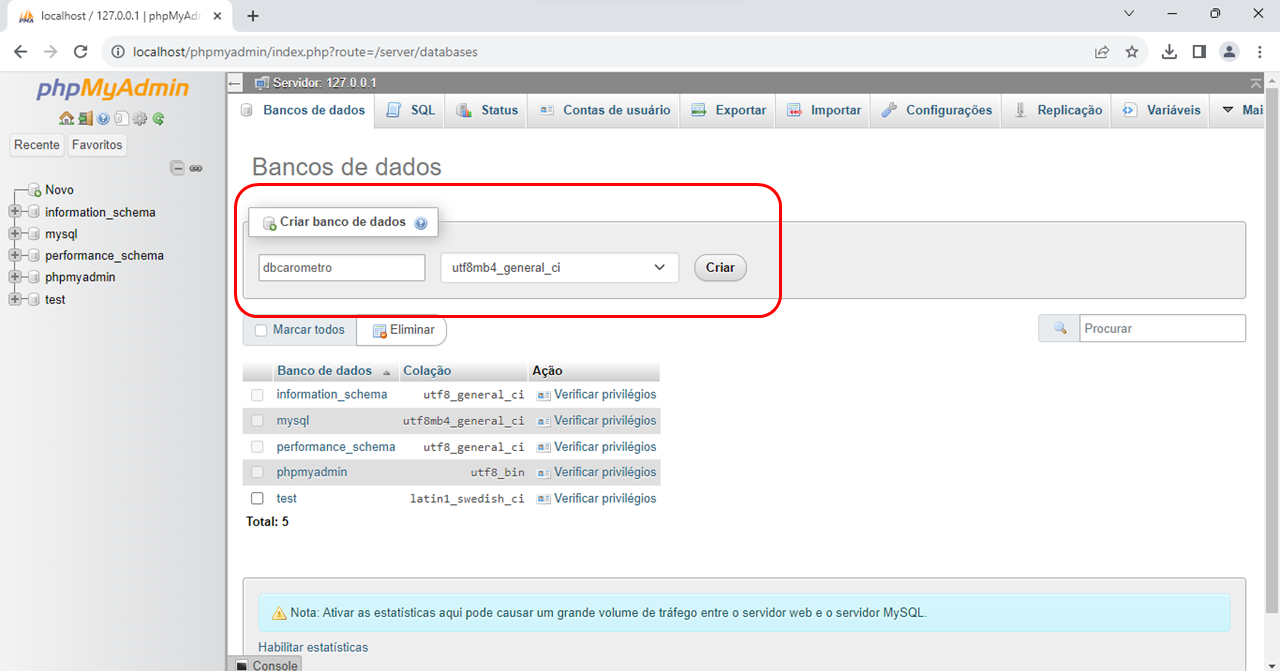 localhost / 127.0.0.1 | phpMyAdr
localhost/phpmyadmin/index.php?route=/server/databases
phpMyAdmin
Recente Favoritos
Novo
information_schema
mysql
performance_schema
phpmyadmin
test
Servidor: 127.0.0.1
Bancos de dados SQL Status Contas de usuário Exportar Importar Configurações Replicação Variáveis Mai
Bancos de dados
Criar banco de dados
dbcarometro utf8mb4_general_ci Criar
Marcar todos Eliminar Procurar
Banco de dados Colação Ação
information_schema utf8_general_ci Verificar privilégios
mysql utf8mb4_general_ci Verificar privilégios
performance_schema utf8_general_ci Verificar privilégios
phpmyadmin utf8_bin Verificar privilégios
test latin1_swedish_ci Verificar privilégios
Total: 5
Nota: Ativar as estatísticas aqui pode causar um grande volume de tráfego entre o servidor web e o servidor MySQL.
Habilitar estatísticas
Console